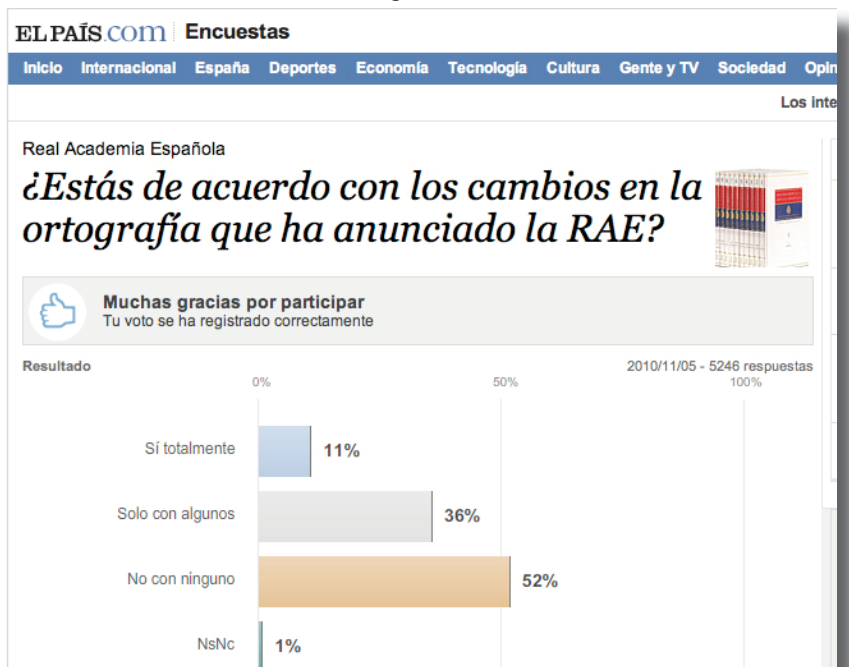 EL PAÍS.com Encuestas
Inicio Internacional España Deportes Economía Tecnología Cultura Gente y TV Sociedad Opin
Los inte
Real Academia Española
¿Estás de acuerdo con los cambios en la
ortografía que ha anunciado la RAE?
Muchas gracias por participar
Tu voto se ha registrado correctamente
Resultado 2010/11/05 - 5246 respuestas
0% 50% 100%
Sí totalmente 11%
Solo con algunos 36%
No con ninguno 52%
NsNc 1%